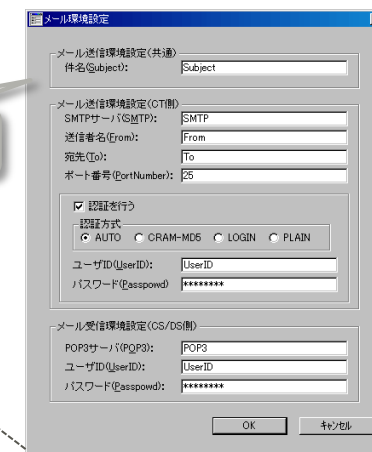 メール環境設定
メール送信環境設定(共通)
件名(Subject): Subject
メール送信環境設定(CT側)
SMTPサーバ(SMTP): SMTP
送信者名(From): From
宛先(To): To
ポート番号(PortNumber): 25
認証を行う
認証方式
AUTO CRAM-MD5 LOGIN PLAIN
ユーザID(UserID): UserID
パスワード(Passpowd) ********
メール受信環境設定(CS/DS側)
POP3サーバ(POP3): POP3
ユーザID(UserID): UserID
パスワード(Passpowd): ********
OK キャンセル